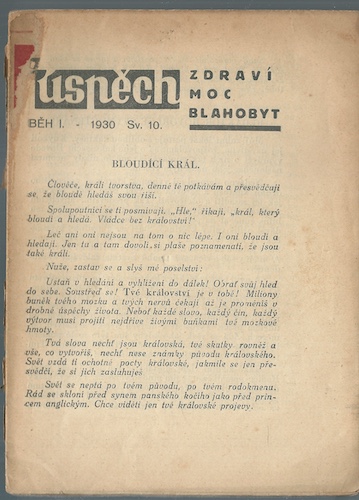 úspěch
ZDRAVÍ
MOC
BLAHOBYT
BĚH I. - 1930 Sv. 10.
BLOUDÍCÍ KRÁL.
Člověče, králi tvorstva, denně tě potkávám a přesvědčuji
se, že bloudě hledáš svou říši.
Spolupoutníci se ti posmívají. „Hle," říkají, „král, který
bloudí a hledá. Vládce bez království!"
Leč ani oni nejsou na tom o nic lépe. I oni bloudí a
hledají. Jen tu a tam dovolí si plaše poznamenati, že jsou
také králi.
Nuže, zastav se a slyš mé poselství:
Ustaň v hledání a vyhlížení do dálek! Obrať svůj hled
do sebe. Soustřeď se! Tvé království je v tobě! Miliony
buněk tvého mozku a tvých nervů čekají až je proměníš v
drobné úspěchy života. Neboť každé slovo, každý čin, každý
výtvor musí projíti nejdříve živými baňkami tvé mozkové
hmoty.
Tvá slova nechť jsou králvoská, tvé skutky rovněž a
vše, co vytvoříš, nechť nese známky původu královského.
Svět vzdá ti ochotně pocty královské, jakmile se jen pře-
svědčí, že si jich zasluhuješ
Svět se neptá po tvém původu, po tvém rodokmenu.
Rád se skloní před synem panského kočího jako před prin-
cem anglickým. Chce viděti jen tvé královské projevy.